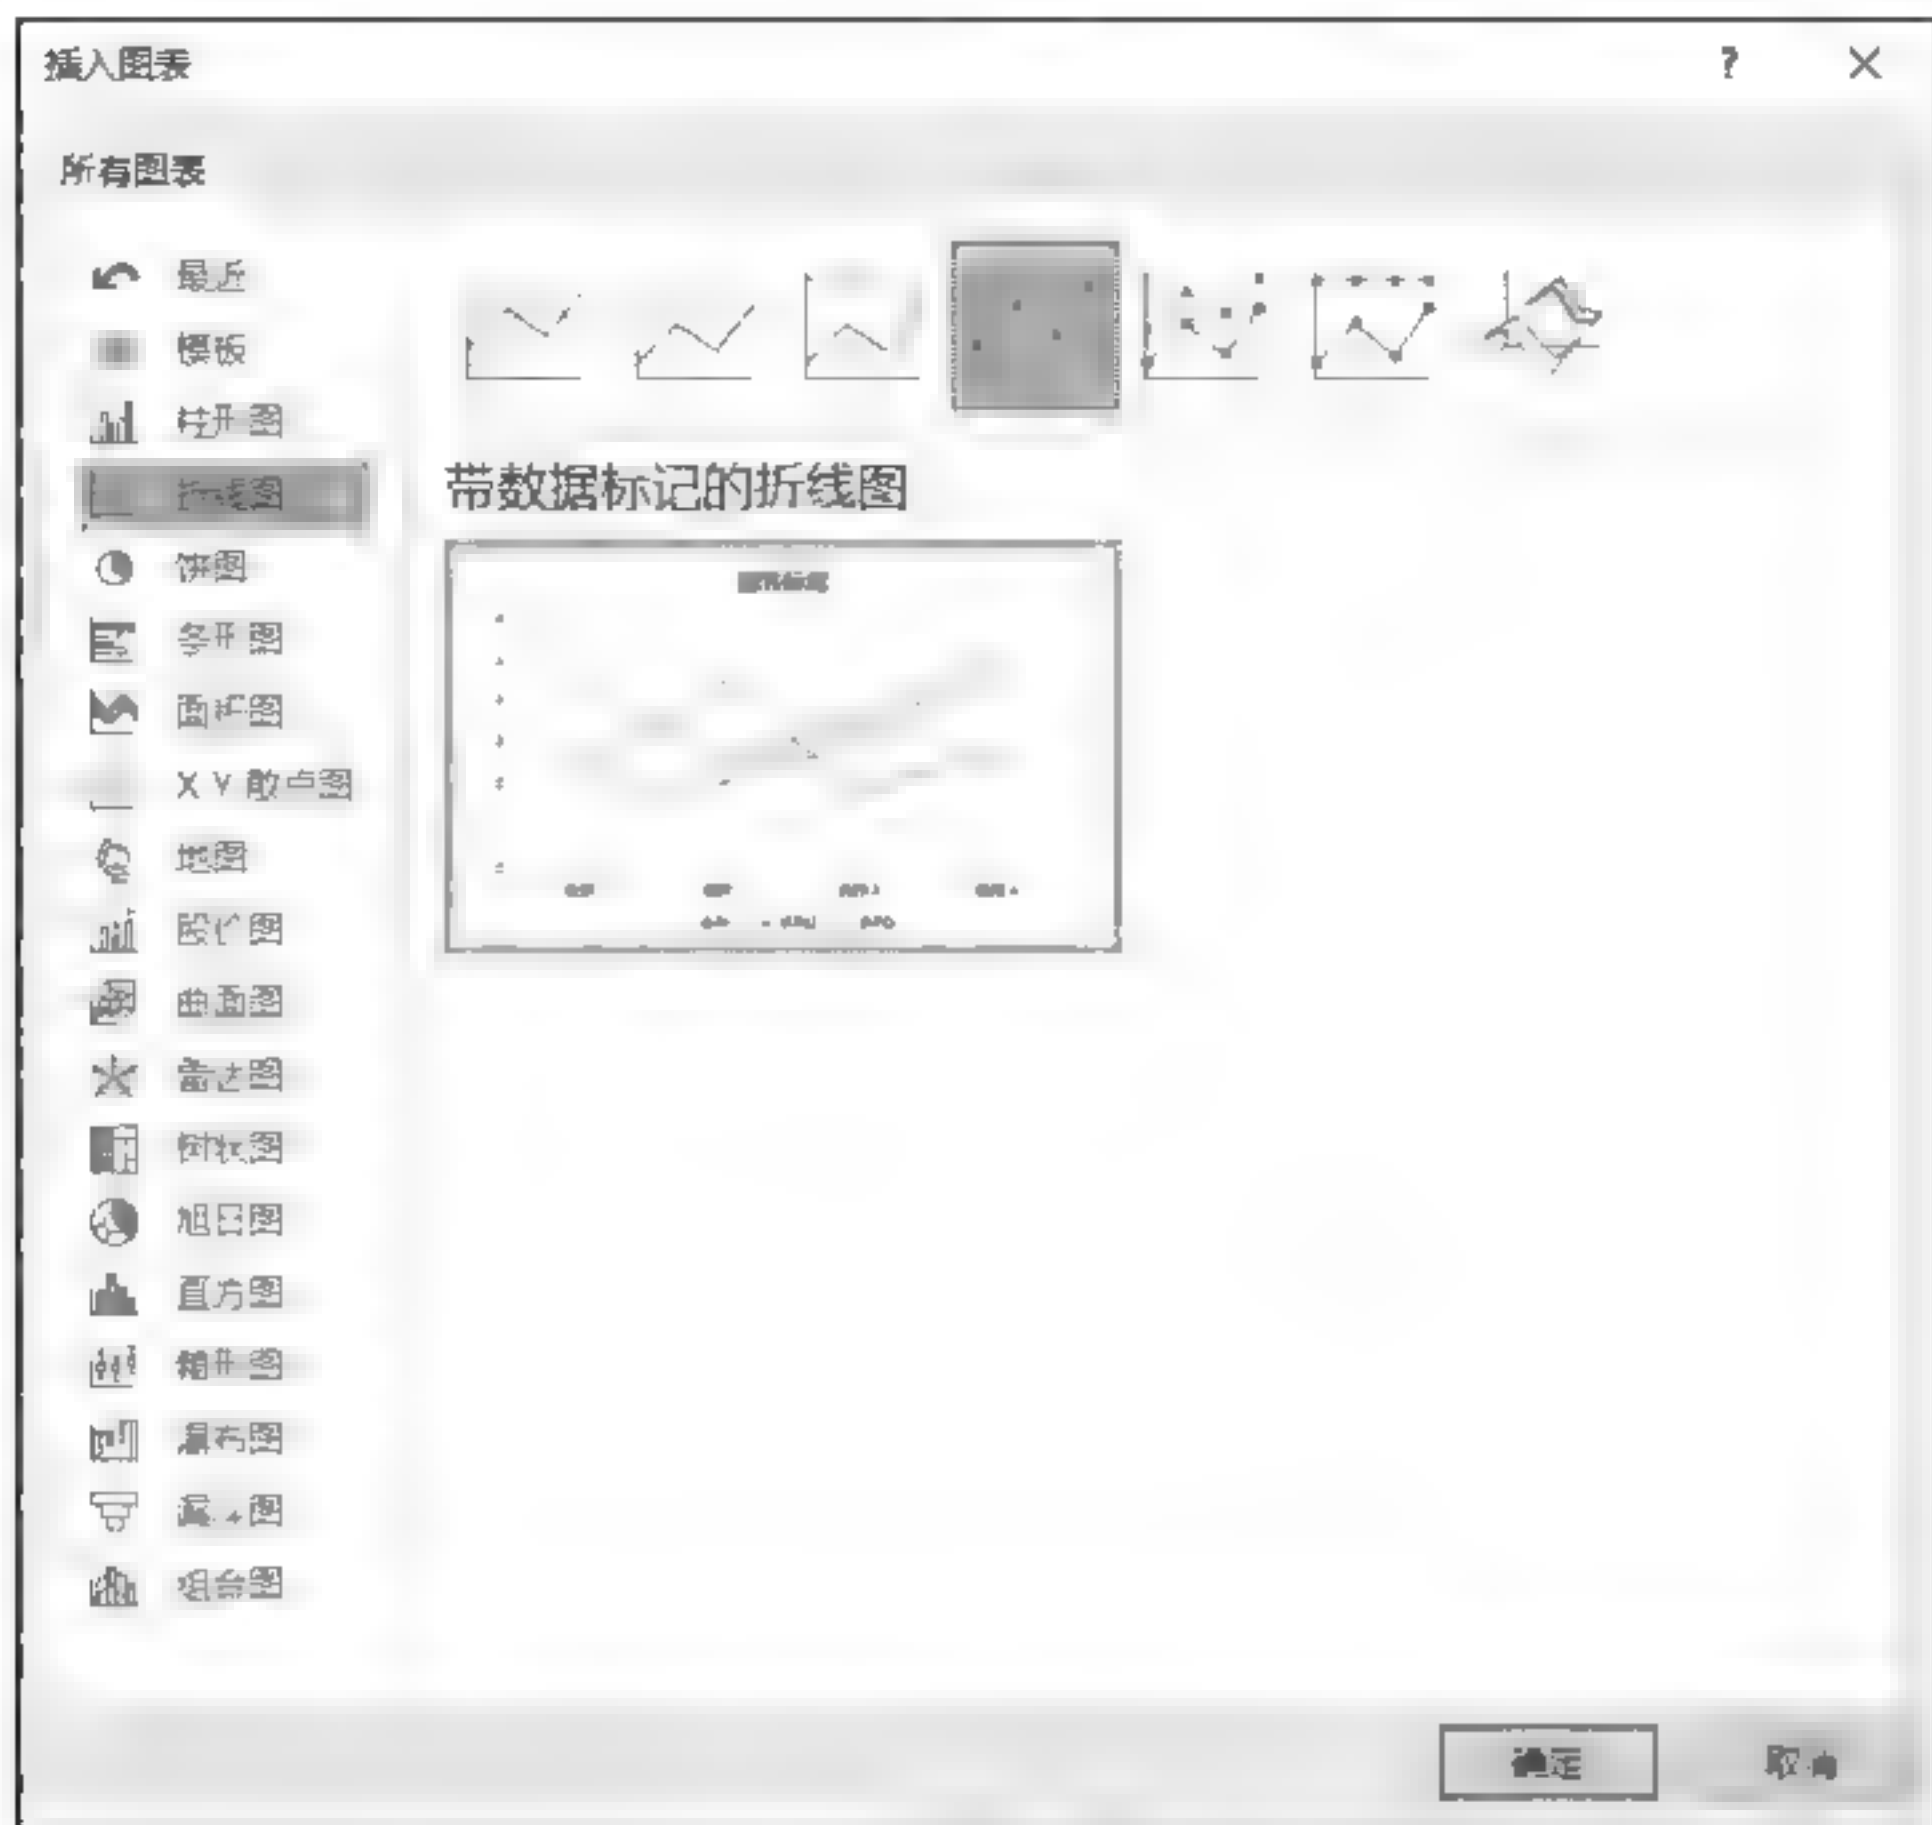 插入图表
?
所有图表
最近
模板
柱形图
折线图
饼图
条形图
面积图
X Y 散点图
地图
股价图
曲面图
雷达图
树状图
旭日图
直方图
箱形图
瀑布图
漏斗图
组合图
带数据标记的折线图
确定
取消